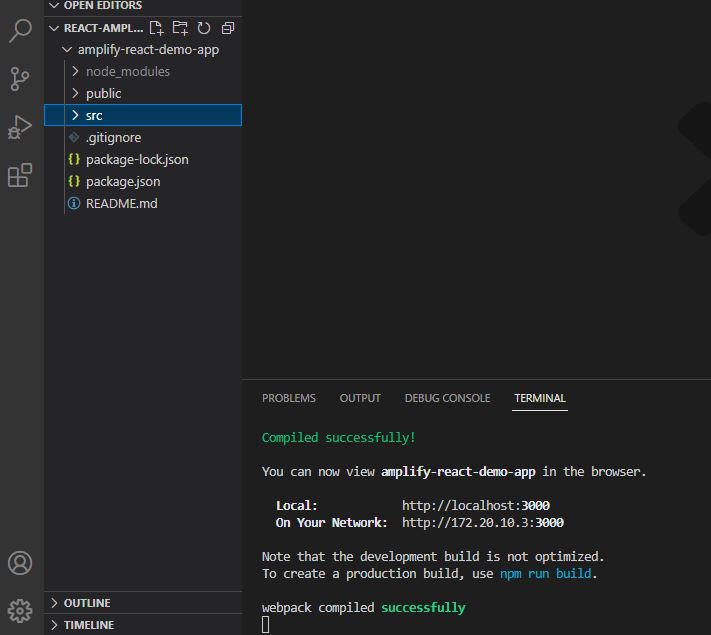 OPEN EDITORS
REACT-AMPL...
amplify-react-demo-app
node_modules
public
src
.gitignore
{} package-lock.json
{} package.json
README.md
OUTLINE
TIMELINE
PROBLEMS OUTPUT DEBUG CONSOLE TERMINAL
Compiled successfully!
You can now view amplify-react-demo-app in the browser.
Local: http://localhost:3000
On Your Network: http://172.20.10.3:3000
Note that the development build is not optimized.
To create a production build, use npm run build.
webpack compiled successfully